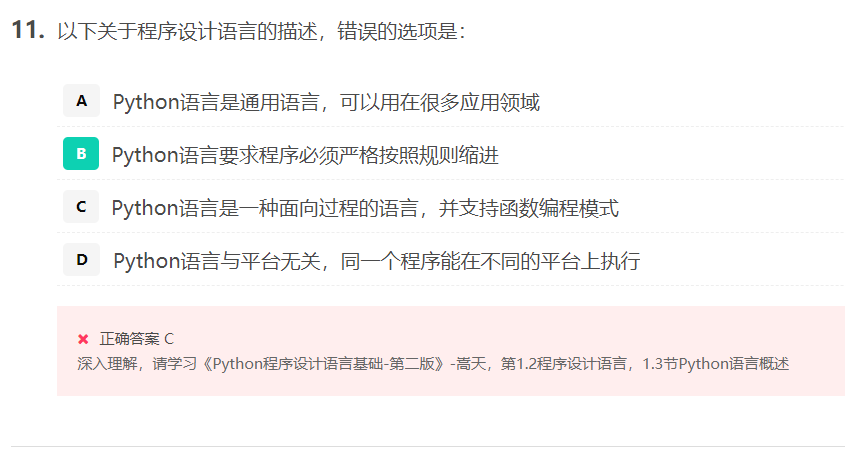 11. 以下关于程序设计语言的描述，错误的选项是：
A Python语言是通用语言，可以用在很多应用领域
B Python语言要求程序必须严格按照规则缩进
C Python语言是一种面向过程的语言，并支持函数编程模式
D Python语言与平台无关，同一个程序能在不同的平台上执行
✖ 正确答案 C
深入理解，请学习《Python程序设计语言基础-第二版》-嵩天，第1.2程序设计语言，1.3节Python语言概述